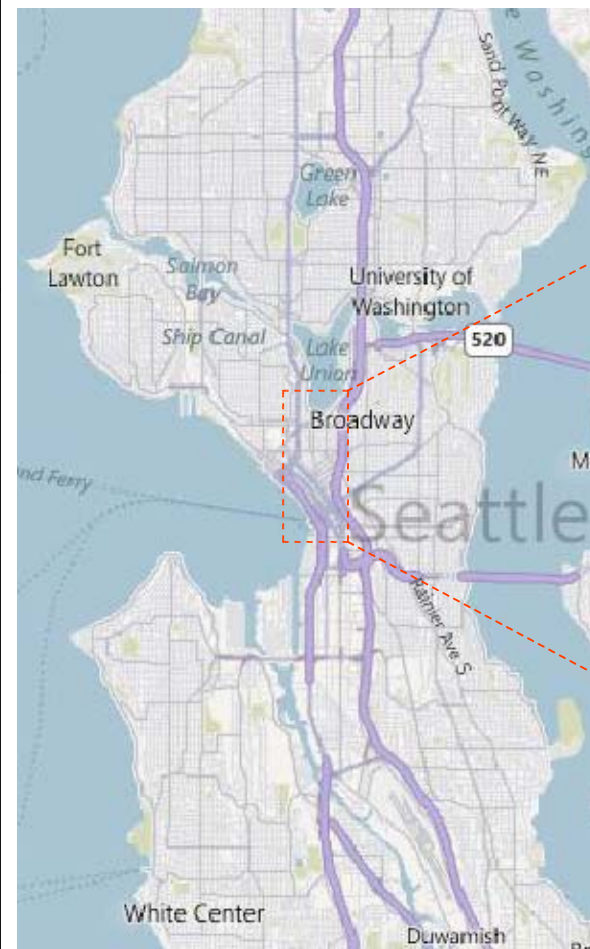 Sand Point Way NE
e Washing
Green
Lake
Fort
Lawton
Salmon
Bay
University of
Washington
Ship Canal
Lake
Union
520
Broadway
M
nd Ferry
Seattle
Rainier Ave S
White Center
Duwamish